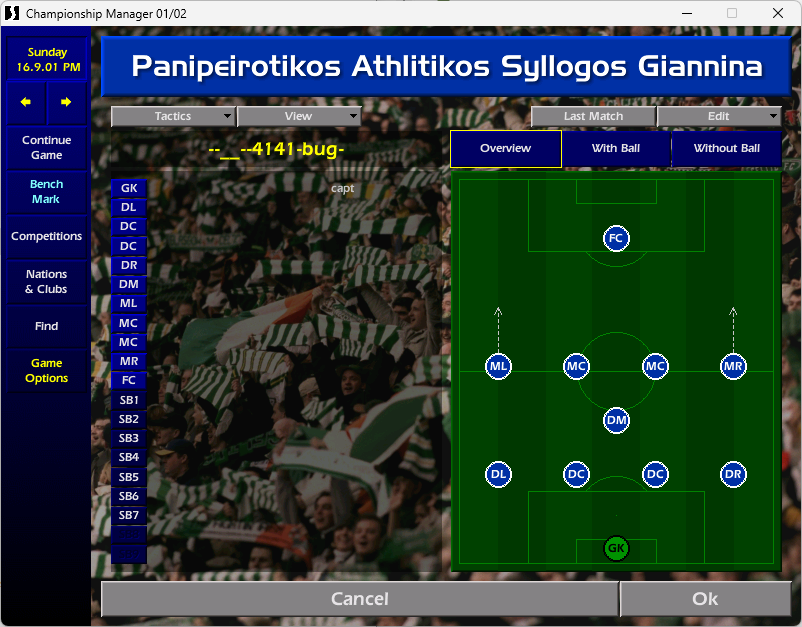 Championship Manager 01/02
Sunday
16.9.01 PM
Continue
Game
Bench
Mark
Competitions
Nations
& Clubs
Find
Game
Options
Panipeirotikos Athlitikos Syllogos Giannina
Tactics
View
Last Match
Edit
--__--4141-bug-
Overview
With Ball
Without Ball
GK
capt
DL
DC
DC
DR
DM
ML
MC
MC
MR
FC
SB1
SB2
SB3
SB4
SB5
SB6
SB7
FC
ML
MC
MC
MR
DM
DL
DC
DC
DR
GK
Cancel
Ok